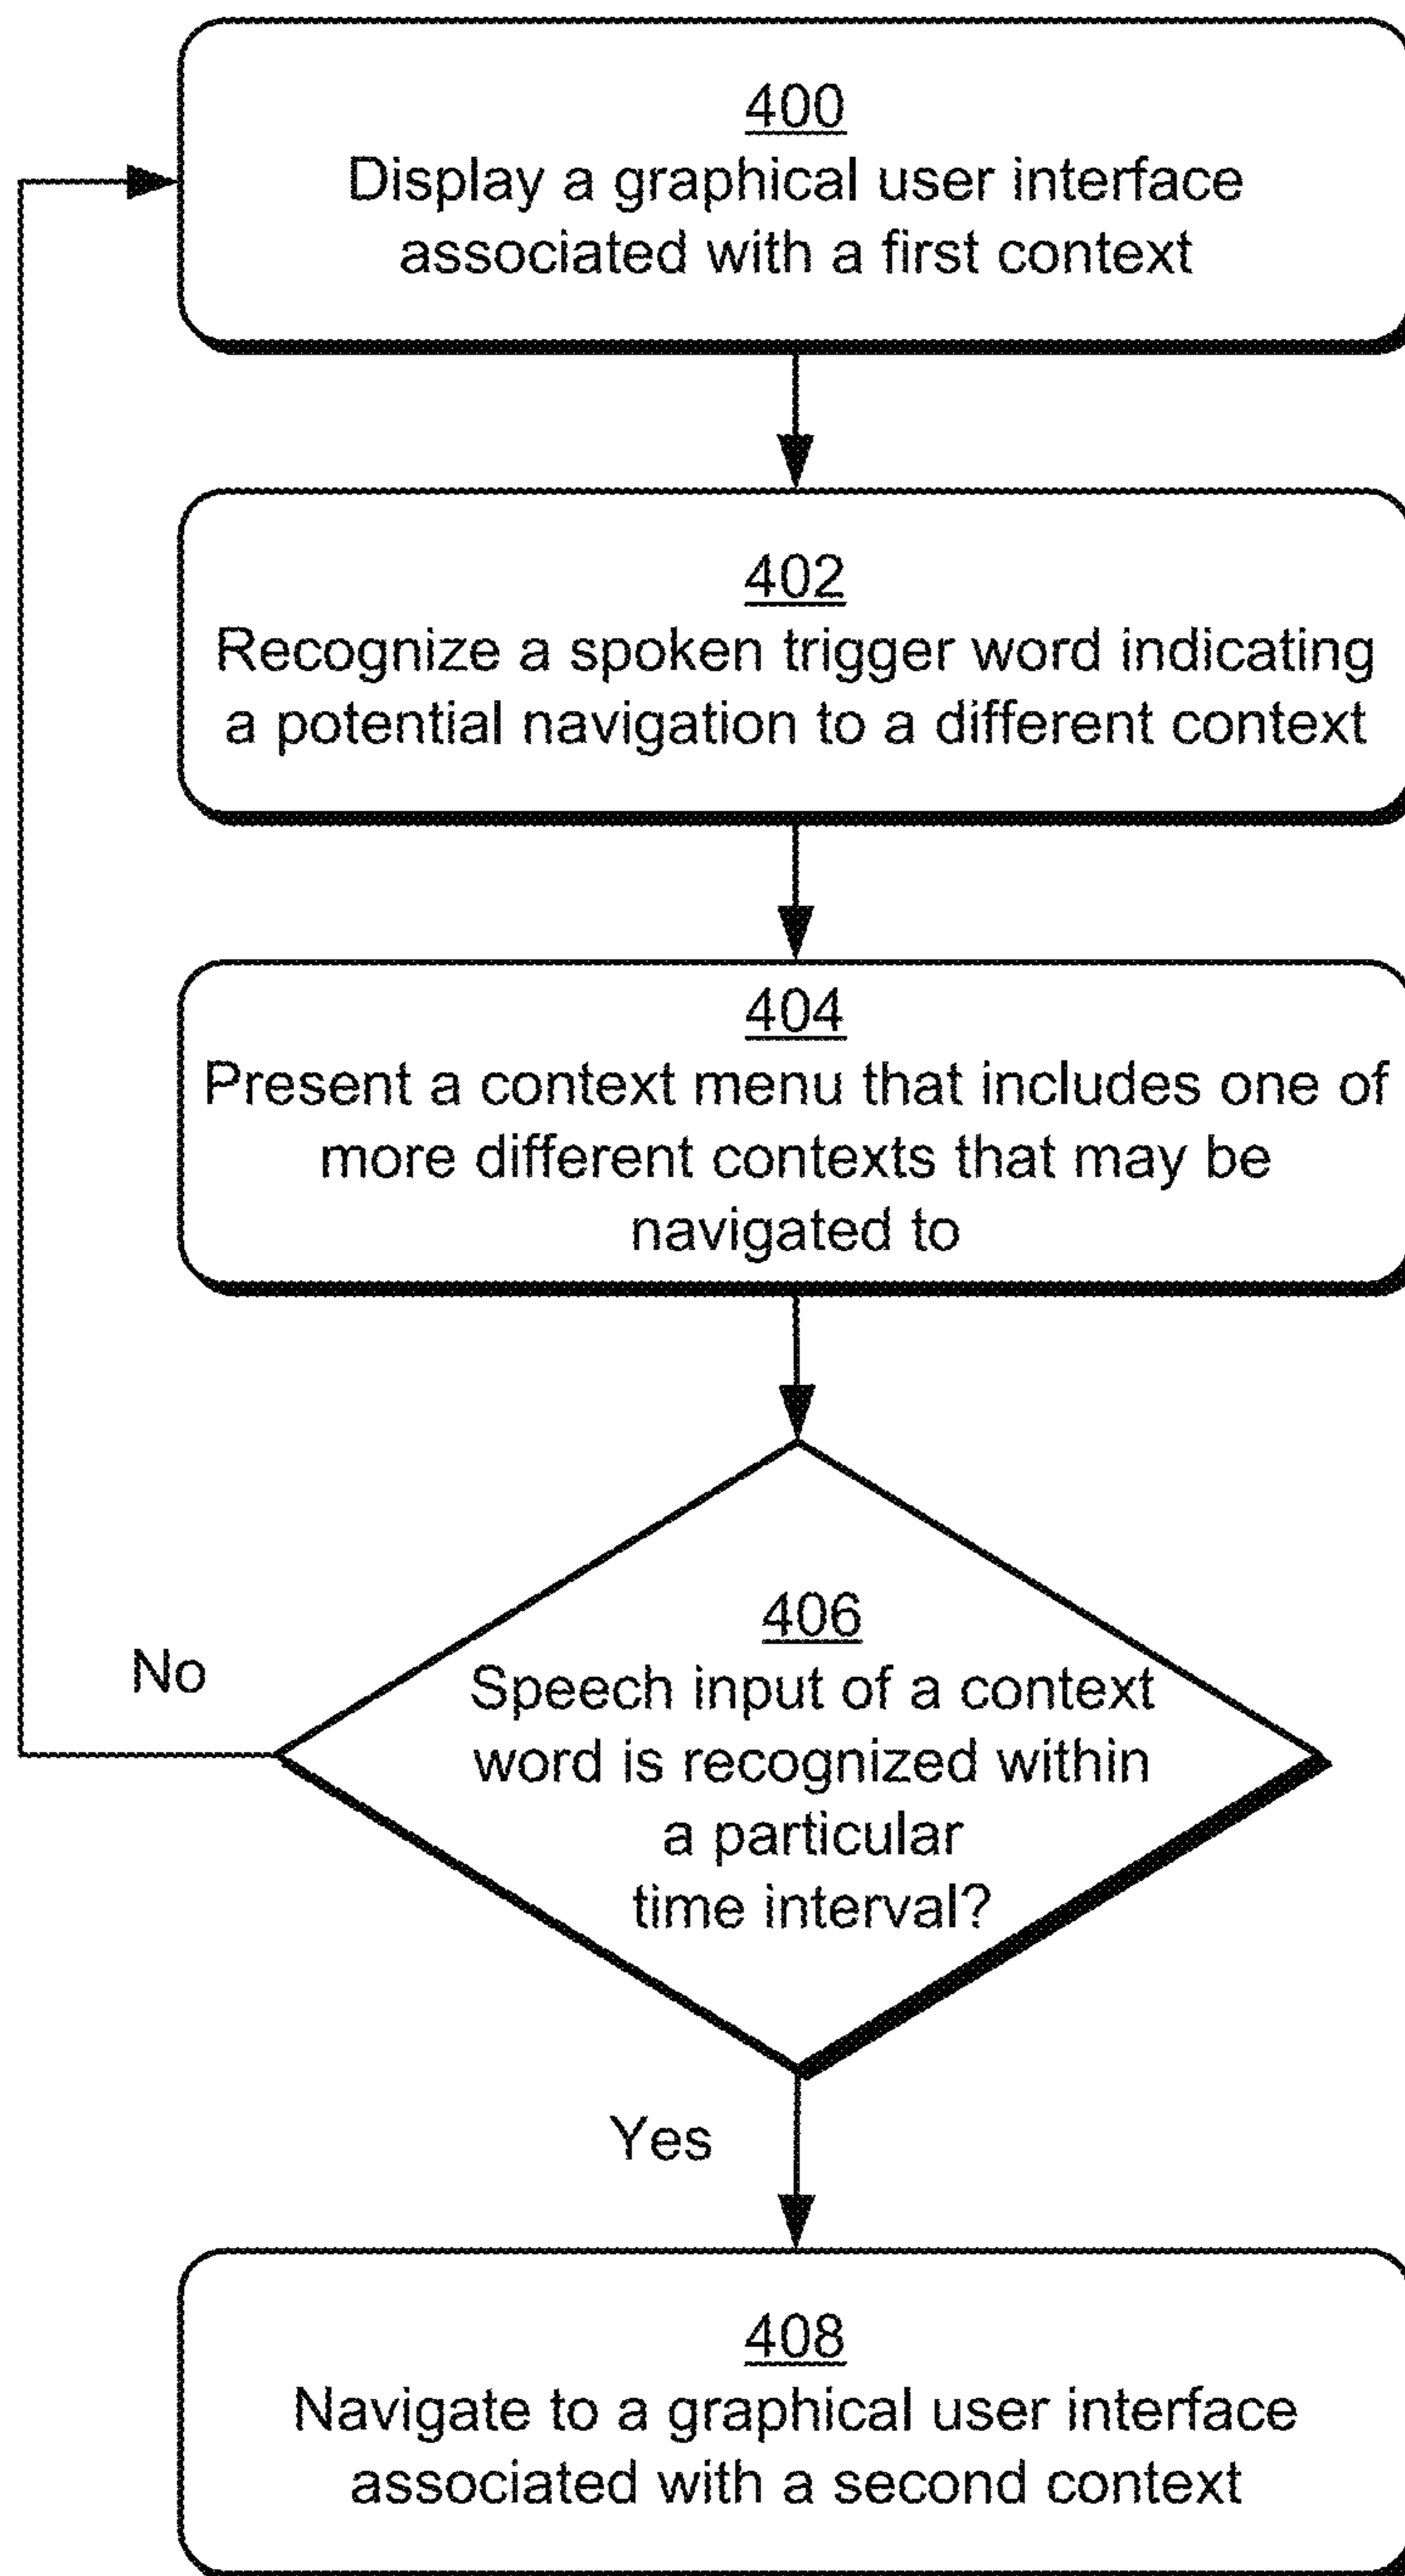 400
Display a graphical user interface
associated with a first context
402
Recognize a spoken trigger word indicating
a potential navigation to a different context
404
Present a context menu that includes one of
more different contexts that may be
navigated to
406
Speech input of a context
word is recognized within
a particular
time interval?
No
Yes
408
Navigate to a graphical user interface
associated with a second context